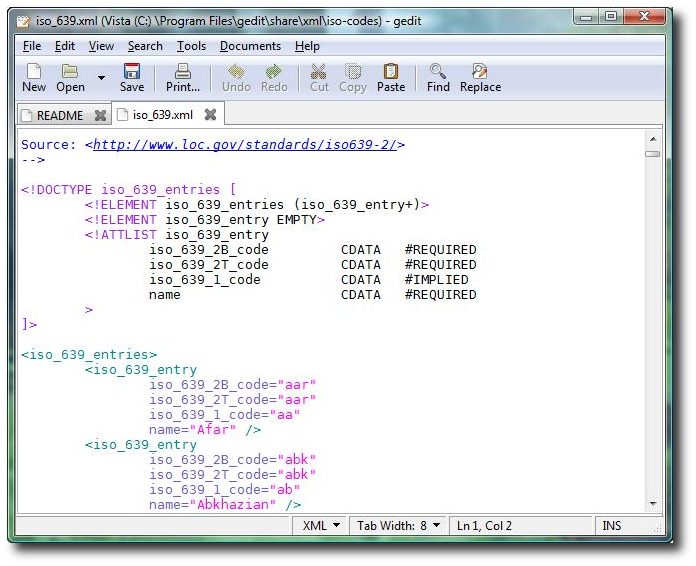 iso_639.xml (Vista (C:) \Program Files\gedit\share\xml\iso-codes) - gedit
File Edit View Search Tools Documents Help
New Open Save Print... Undo Redo Cut Copy Paste Find Replace
README iso_639.xml
Source: <http://www.loc.gov/standards/iso639-2/>
-->
<!DOCTYPE iso_639_entries [
<!ELEMENT iso_639_entries (iso_639_entry+)>
<!ELEMENT iso_639_entry EMPTY>
<!ATTLIST iso_639_entry
iso_639_2B_code CDATA #REQUIRED
iso_639_2T_code CDATA #REQUIRED
iso_639_1_code CDATA #IMPLIED
name CDATA #REQUIRED
>
]>
<iso_639_entries>
<iso_639_entry
iso_639_2B_code="aar"
iso_639_2T_code="aar"
iso_639_1_code="aa"
name="Afar" />
<iso_639_entry
iso_639_2B_code="abk"
iso_639_2T_code="abk"
iso_639_1_code="ab"
name="Abkhazian" />
XML Tab Width: 8 Ln 1, Col 2 INS